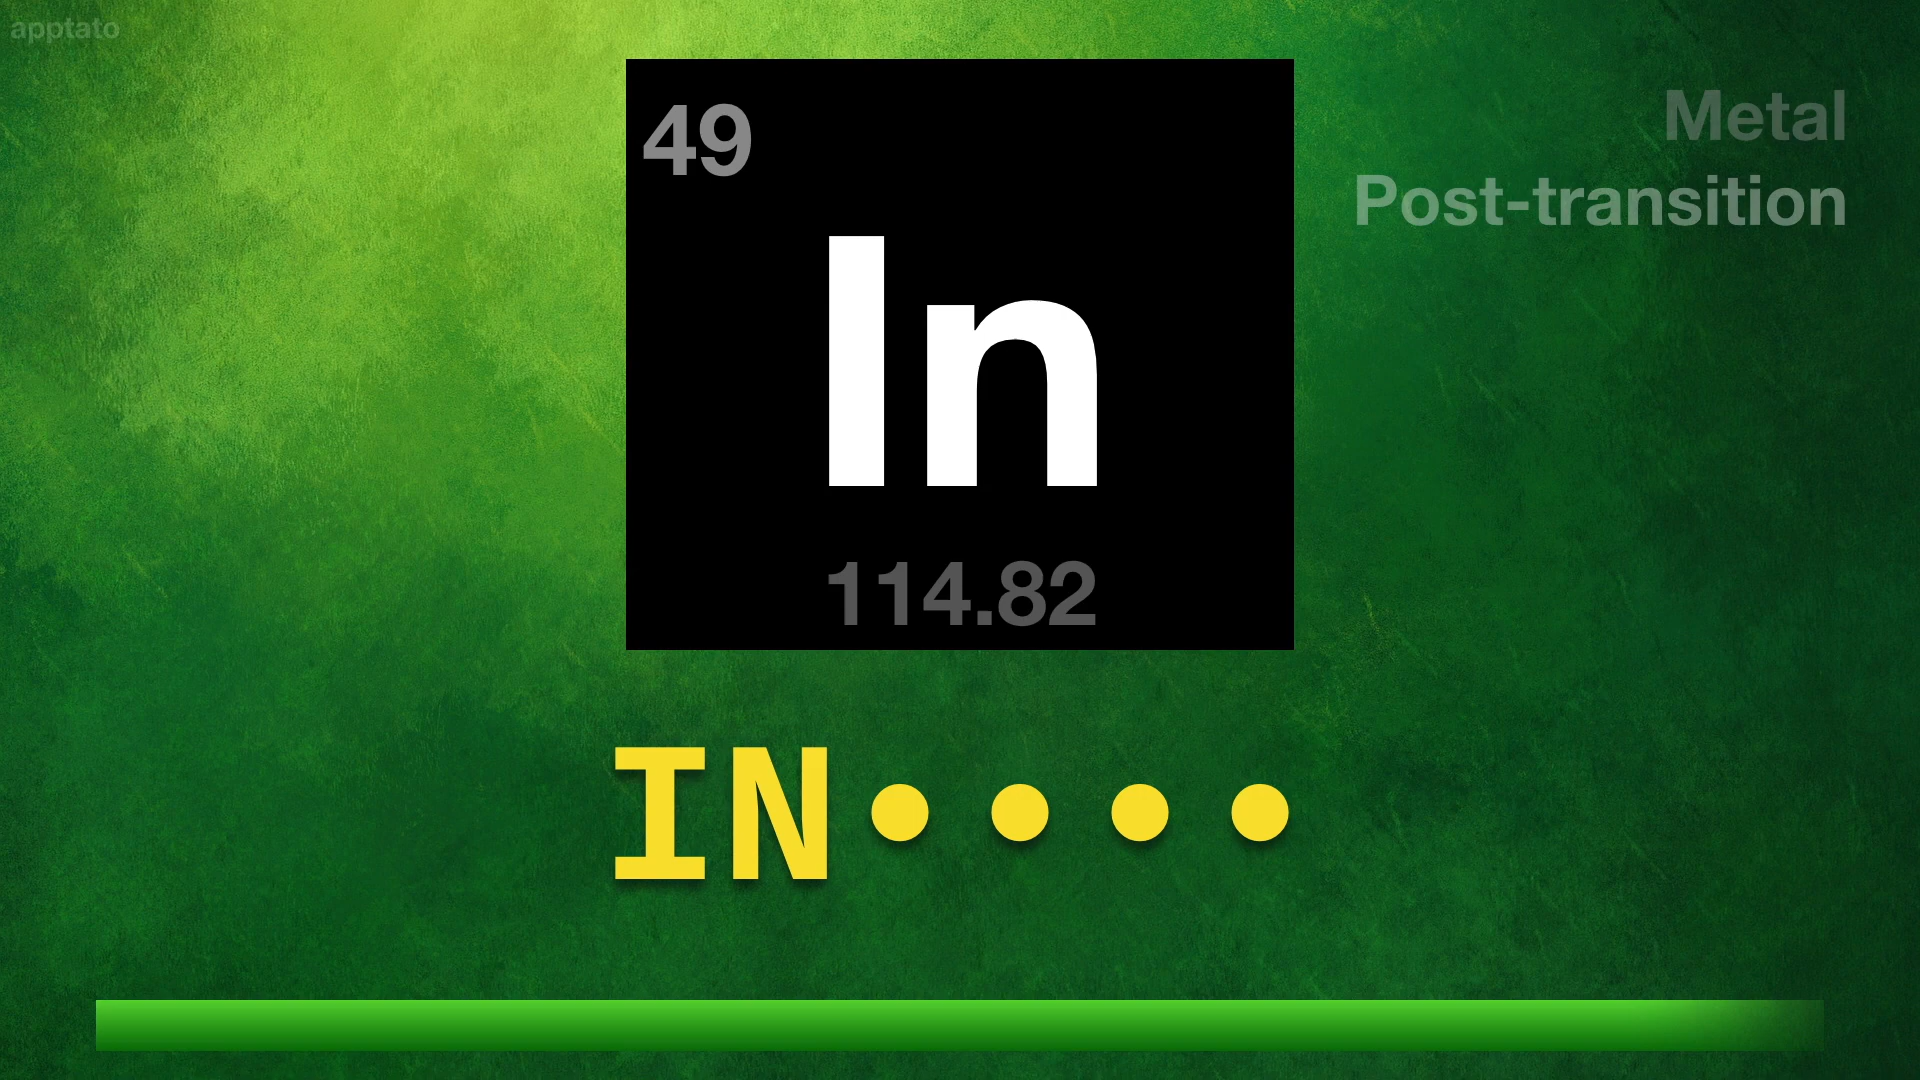 apptato
49
In
114.82
Metal
Post-transition
IN••••